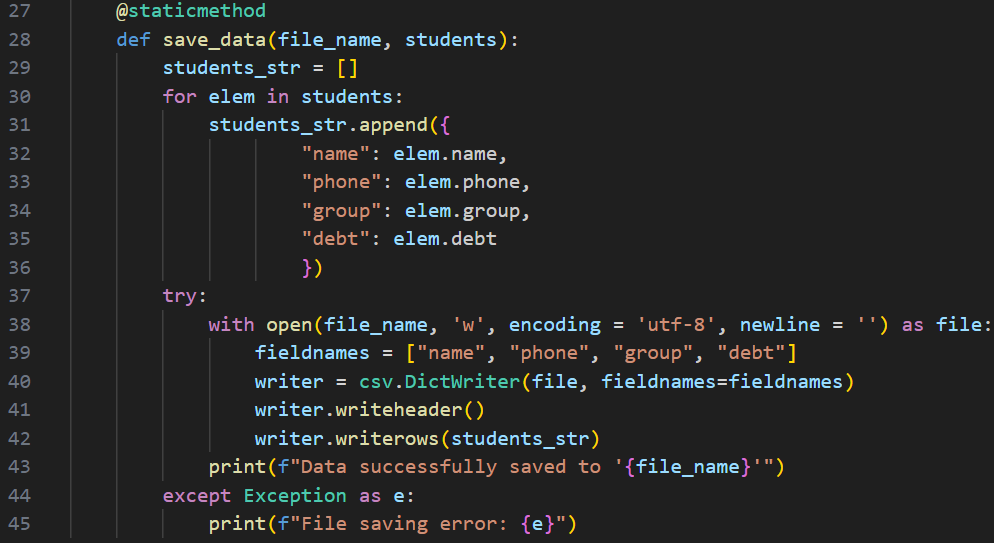 27 @staticmethod
28 def save_data(file_name, students):
29 students_str = []
30 for elem in students:
31 students_str.append({
32 "name": elem.name,
33 "phone": elem.phone,
34 "group": elem.group,
35 "debt": elem.debt
36 })
37 try:
38 with open(file_name, 'w', encoding = 'utf-8', newline = '') as file:
39 fieldnames = ["name", "phone", "group", "debt"]
40 writer = csv.DictWriter(file, fieldnames=fieldnames)
41 writer.writeheader()
42 writer.writerows(students_str)
43 print(f"Data successfully saved to '{file_name}'")
44 except Exception as e:
45 print(f"File saving error: {e}")